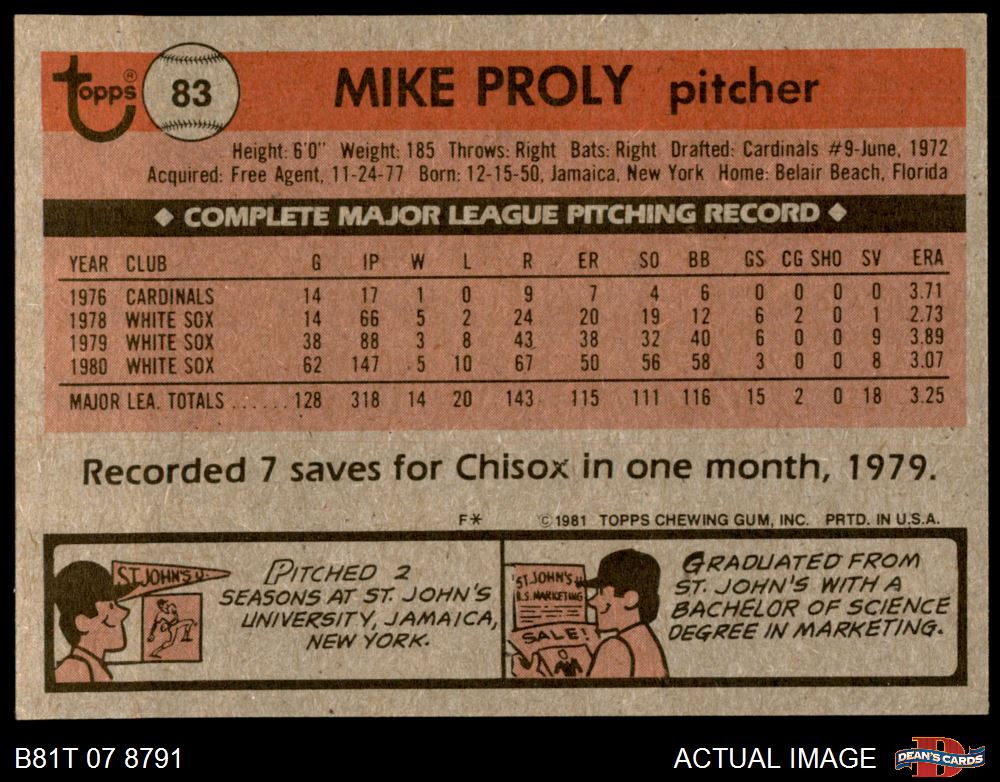 Topps ® 83 MIKE PROLY pitcher
Height: 6'0" Weight: 185 Throws: Right Bats: Right Drafted: Cardinals #9-June, 1972
Acquired: Free Agent, 11-24-77 Born: 12-15-50, Jamaica, New York Home: Belair Beach, Florida
◆ COMPLETE MAJOR LEAGUE PITCHING RECORD ◆
YEAR CLUB G IP W L R ER SO BB GS CG SHO SV ERA
1976 CARDINALS 14 17 1 0 9 7 4 6 0 0 0 0 3.71
1978 WHITE SOX 14 66 5 2 24 20 19 12 6 2 0 1 2.73
1979 WHITE SOX 38 88 3 8 43 38 32 40 6 0 0 9 3.89
1980 WHITE SOX 62 147 5 10 67 50 56 58 3 0 0 8 3.07
MAJOR LEA. TOTALS ...... 128 318 14 20 143 115 111 116 15 2 0 18 3.25
Recorded 7 saves for Chisox in one month, 1979.
F* © 1981 TOPPS CHEWING GUM, INC. PRTD. IN U.S.A.
ST. JOHN'S U.
PITCHED 2
SEASONS AT ST. JOHN'S
UNIVERSITY, JAMAICA,
NEW YORK.
ST. JOHN'S U.
B.S. MARKETING
SALE!
GRADUATED FROM
ST. JOHN'S WITH A
BACHELOR OF SCIENCE
DEGREE IN MARKETING.
B81T 07 8791 ACTUAL IMAGE
D
DEAN'S CARDS